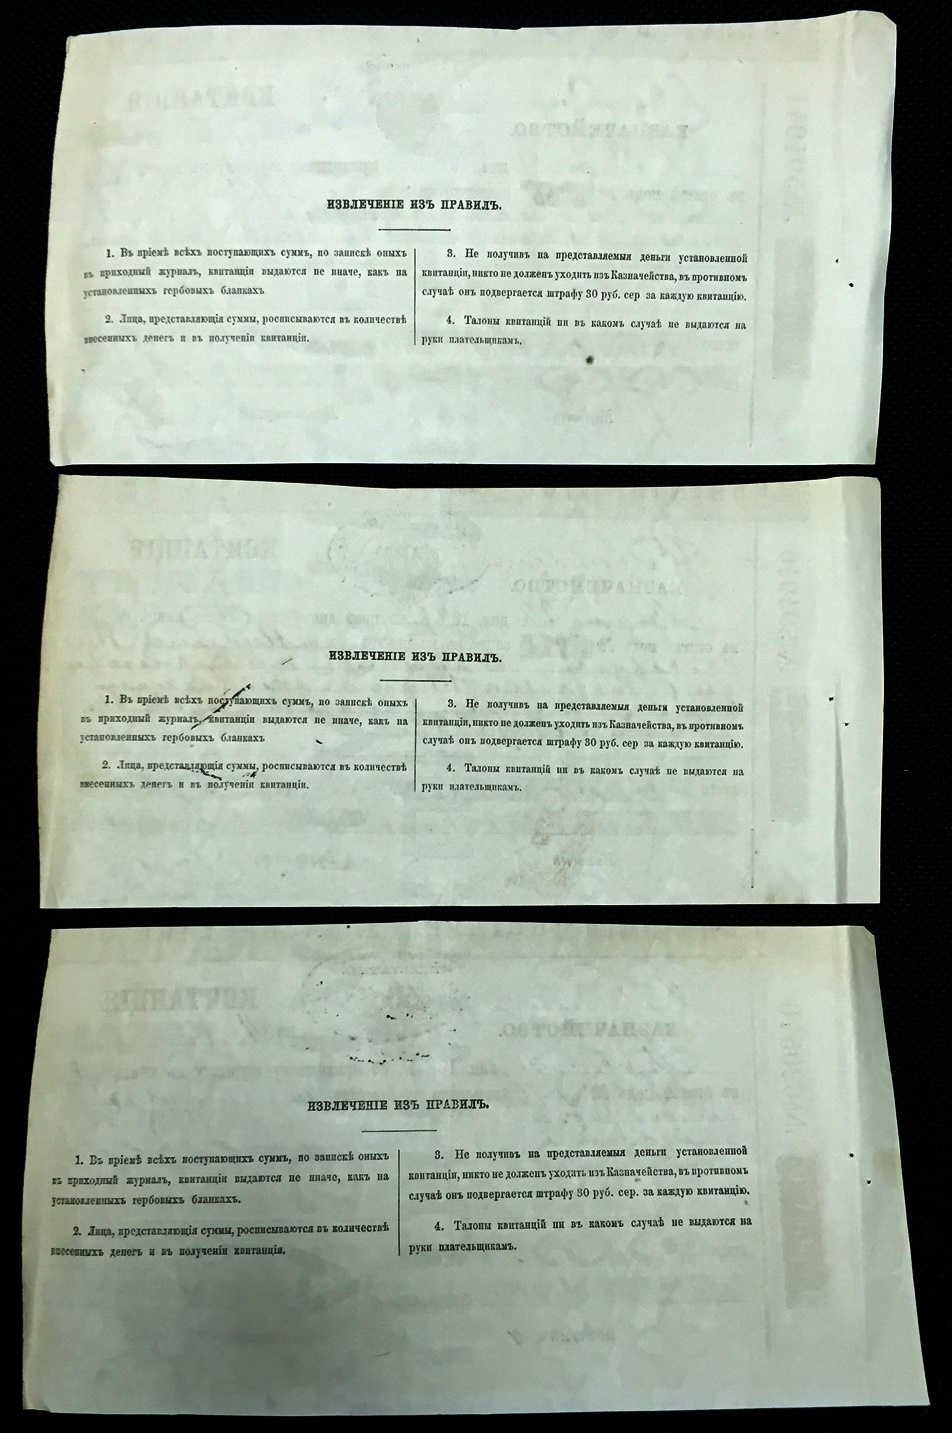 ИЗВЛЕЧЕНІЕ ИЗЪ ПРАВИЛЪ.
1. Въ пріемѣ всѣхъ поступающихъ суммъ, по запискѣ оныхъ
въ приходный журналъ, квитанціи выдаются не иначе, какъ на
установленныхъ гербовыхъ бланкахъ
2. Лица, представляющія суммы, росписываются въ количествѣ
внесенныхъ денегъ и въ полученіи квитанціи.
3. Не получивъ на представляемыя деньги установленной
квитанціи, никто не долженъ уходить изъ Казначейства, въ противномъ
случаѣ онъ подвергается штрафу 30 руб. сер за каждую квитанцію.
4. Талоны квитанцій ни въ какомъ случаѣ не выдаются на
руки плательщикамъ.
ИЗВЛЕЧЕНІЕ ИЗЪ ПРАВИЛЪ.
1. Въ пріемѣ всѣхъ поступающихъ суммъ, по запискѣ оныхъ
въ приходный журналъ, квитанціи выдаются не иначе, какъ на
установленныхъ гербовыхъ бланкахъ
2. Лица, представляющія суммы, росписываются въ количествѣ
внесенныхъ денегъ и въ полученіи квитанціи.
3. Не получивъ на представляемыя деньги установленной
квитанціи, никто не долженъ уходить изъ Казначейства, въ противномъ
случаѣ онъ подвергается штрафу 30 руб. сер за каждую квитанцію.
4. Талоны квитанцій ни въ какомъ случаѣ не выдаются на
руки плательщикамъ.
ИЗВЛЕЧЕНІЕ ИЗЪ ПРАВИЛЪ.
1. Въ пріемѣ всѣхъ поступающихъ суммъ, по запискѣ оныхъ
въ приходный журналъ, квитанціи выдаются не иначе, какъ на
установленныхъ гербовыхъ бланкахъ.
2. Лица, представляющія суммы, росписываются въ количествѣ
внесенныхъ денегъ и въ полученіи квитанціи.
3. Не получивъ на представляемыя деньги установленной
квитанціи, никто не долженъ уходить изъ Казначейства, въ противномъ
случаѣ онъ подвергается штрафу 30 руб. сер. за каждую квитанцію.
4. Талоны квитанцій ни въ какомъ случаѣ не выдаются на
руки плательщикамъ.